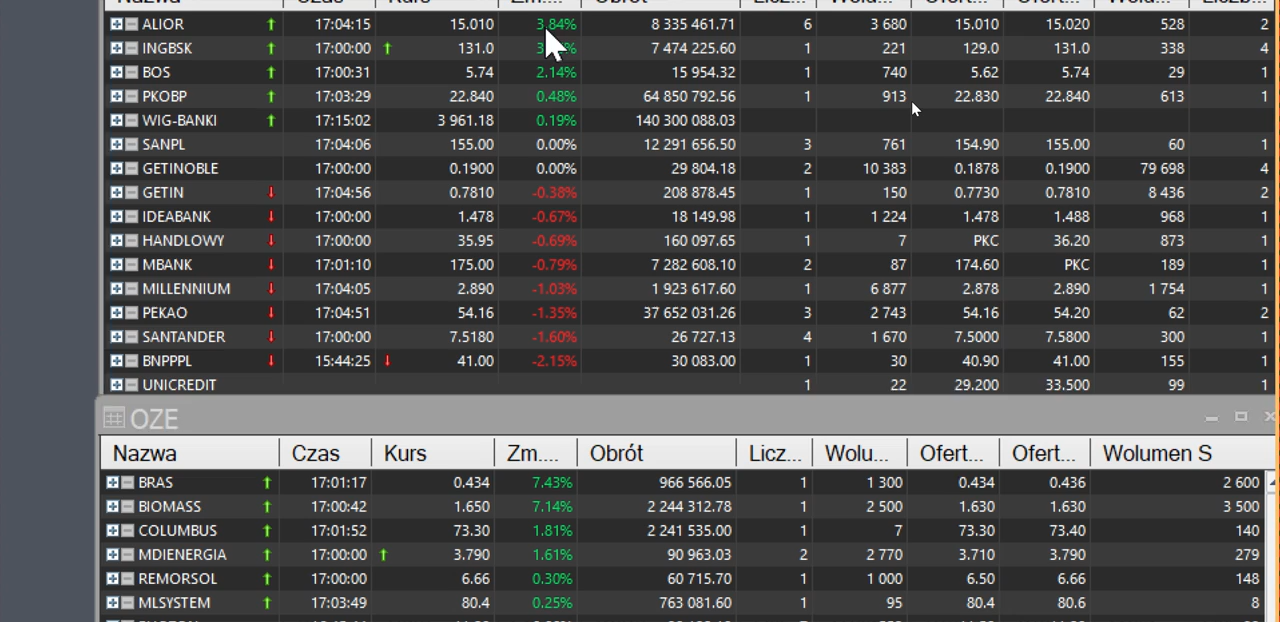 Nazwa Czas Kurs Zm.... Obrót Licz... Wolu... Ofert... Ofert... Wolu... Liczb...
ALIOR 17:04:15 15.010 3.84% 8 335 461.71 6 3 680 15.010 15.020 528 2
INGBSK 17:00:00 131.0 7 474 225.60 1 221 129.0 131.0 338 4
BOS 17:00:31 5.74 2.14% 15 954.32 1 740 5.62 5.74 29 1
PKOBP 17:03:29 22.840 0.48% 64 850 792.56 1 913 22.830 22.840 613 1
WIG-BANKI 17:15:02 3 961.18 0.19% 140 300 088.03
SANPL 17:04:06 155.00 0.00% 12 291 656.50 3 761 154.90 155.00 60 1
GETINOBLE 17:00:00 0.1900 0.00% 29 804.18 2 10 383 0.1878 0.1900 79 698 4
GETIN 17:04:56 0.7810 -0.38% 208 878.45 1 150 0.7730 0.7810 8 436 2
IDEABANK 17:00:00 1.478 -0.67% 18 149.98 1 1 224 1.478 1.488 968 1
HANDLOWY 17:00:00 35.95 -0.69% 160 097.65 1 7 PKC 36.20 873 1
MBANK 17:01:10 175.00 -0.79% 7 282 608.10 2 87 174.60 PKC 189 1
MILLENNIUM 17:04:05 2.890 -1.03% 1 923 617.60 1 6 877 2.878 2.890 1 754 1
PEKAO 17:04:51 54.16 -1.35% 37 652 031.26 3 2 743 54.16 54.20 62 2
SANTANDER 17:00:00 7.5180 -1.60% 26 727.13 4 1 670 7.5000 7.5800 300 1
BNPPPL 15:44:25 41.00 -2.15% 30 083.00 1 30 40.90 41.00 155 1
UNICREDIT 1 22 29.200 33.500 99 1
OZE
Nazwa Czas Kurs Zm.... Obrót Licz... Wolu... Ofert... Ofert... Wolumen S
BRAS 17:01:17 0.434 7.43% 966 566.05 1 1 300 0.434 0.436 2 600
BIOMASS 17:00:42 1.650 7.14% 2 244 312.78 1 2 500 1.630 1.630 3 500
COLUMBUS 17:01:52 73.30 1.81% 2 241 535.00 1 7 73.30 73.40 140
MDIENERGIA 17:00:00 3.790 1.61% 90 963.03 2 2 770 3.710 3.790 279
REMORSOL 17:00:00 6.66 0.30% 60 715.70 1 1 000 6.50 6.66 148
MLSYSTEM 17:03:49 80.4 0.25% 763 081.60 1 95 80.4 80.6 8